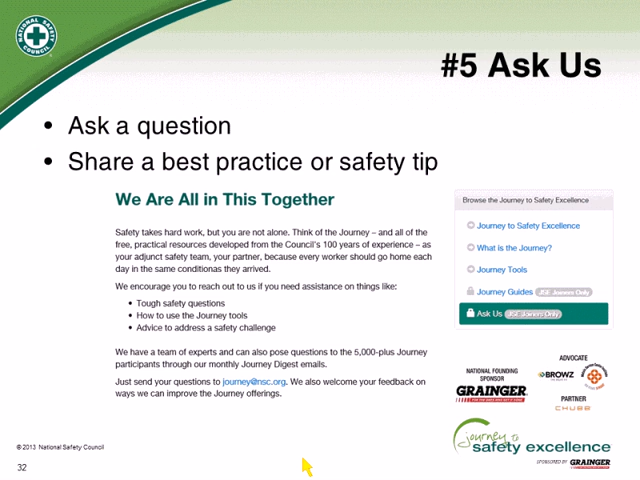 NATIONAL SAFETY COUNCIL
#5 Ask Us
• Ask a question
• Share a best practice or safety tip
We Are All in This Together
Safety takes hard work, but you are not alone. Think of the Journey – and all of the
free, practical resources developed from the Council's 100 years of experience – as
your adjunct safety team, your partner, because every worker should go home each
day in the same conditionas they arrived.
We encourage you to reach out to us if you need assistance on things like:
• Tough safety questions
• How to use the Journey tools
• Advice to address a safety challenge
We have a team of experts and can also pose questions to the 5,000-plus Journey
participants through our monthly Journey Digest emails.
Just send your questions to journey@nsc.org. We also welcome your feedback on
ways we can improve the Journey offerings.
Browse the Journey to Safety Excellence
Journey to Safety Excellence
What is the Journey?
Journey Tools
Journey Guides JSE Joiners Only
Ask Us JSE Joiners Only
NATIONAL FOUNDING
SPONSOR
GRAINGER
FOR THE ONES WHO GET IT DONE
ADVOCATE
BROWZ
PARTNER
CHUBB
journey to
safety excellence
SPONSORED BY GRAINGER
© 2013 National Safety Council
32